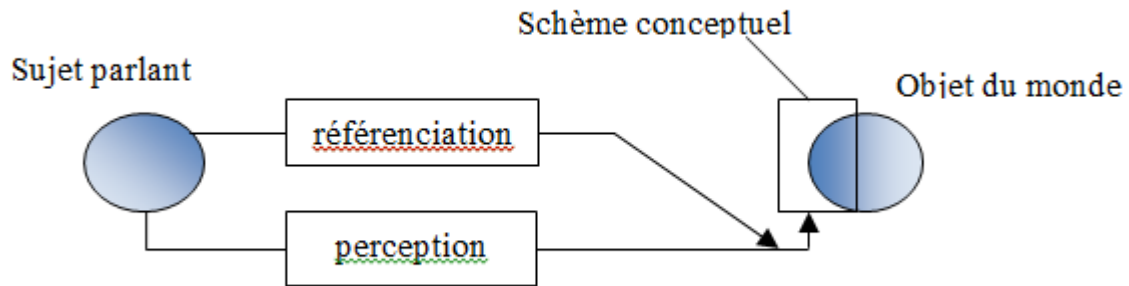 Schème conceptuel
Sujet parlant
Objet du monde
référenciation
perception